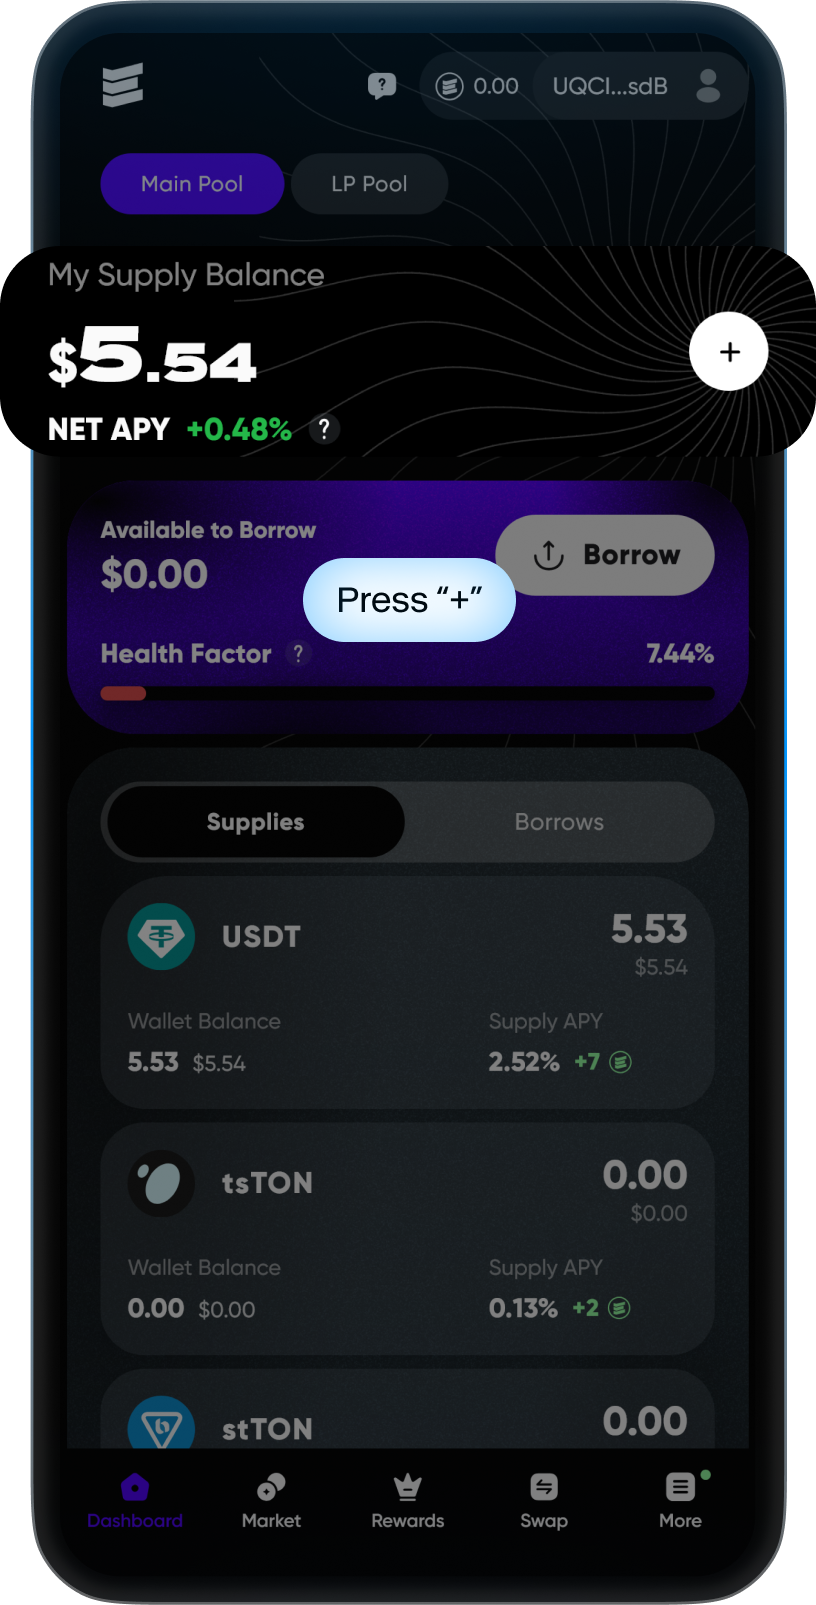 0.00
UQCI...sdB
Main Pool
LP Pool
My Supply Balance
$5.54
NET APY +0.48% ?
Available to Borrow
$0.00
Borrow
Press “+”
Health Factor ?
7.44%
Supplies
Borrows
USDT
5.53
$5.54
Wallet Balance
Supply APY
5.53 $5.54
2.52% +7
tsTON
0.00
$0.00
Wallet Balance
Supply APY
0.00 $0.00
0.13% +2
stTON
0.00
Dashboard
Market
Rewards
Swap
More